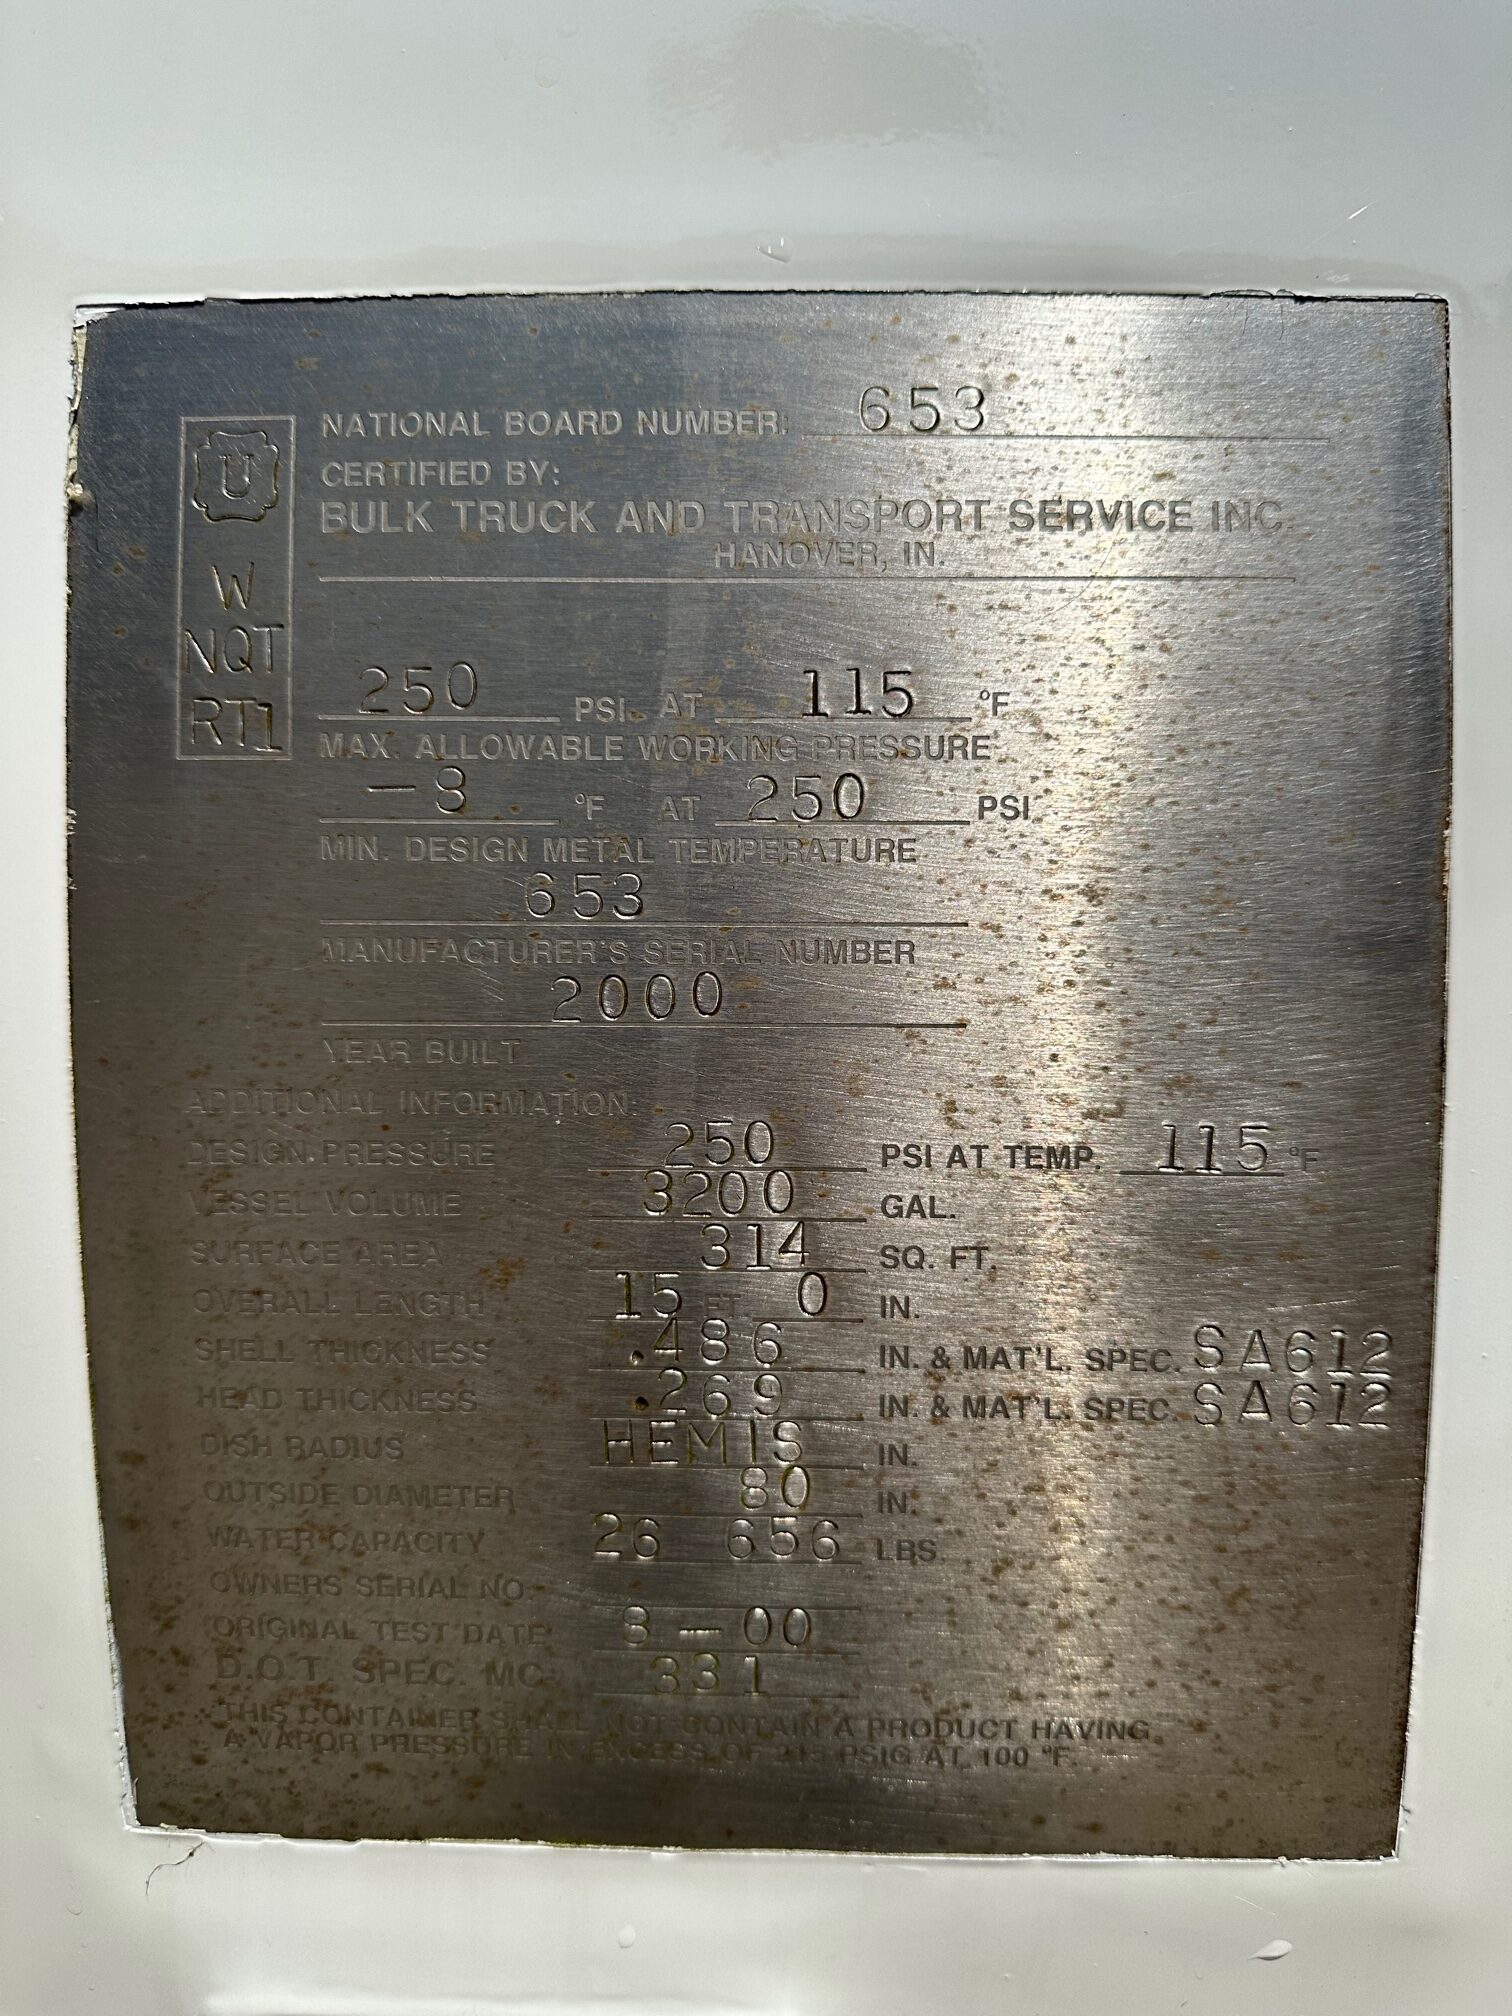 NATIONAL BOARD NUMBER: 653
U
W
NQT
RT1
CERTIFIED BY:
BULK TRUCK AND TRANSPORT SERVICE INC.
HANOVER, IN.
250 PSI. AT 115 °F
MAX. ALLOWABLE WORKING PRESSURE
-8 °F AT 250 PSI
MIN. DESIGN METAL TEMPERATURE
653
MANUFACTURER'S SERIAL NUMBER
2000
YEAR BUILT
ADDITIONAL INFORMATION:
DESIGN PRESSURE 250 PSI AT TEMP. 115 °F
VESSEL VOLUME 3200 GAL.
SURFACE AREA 314 SQ. FT.
OVERALL LENGTH 15 FT. 0 IN.
SHELL THICKNESS .486 IN. & MAT'L. SPEC. SA612
HEAD THICKNESS .269 IN. & MAT'L. SPEC. SA612
DISH RADIUS HEMIS IN.
OUTSIDE DIAMETER 80 IN.
WATER CAPACITY 26 656 LBS.
OWNERS SERIAL NO.
ORIGINAL TEST DATE 8-00
D.O.T. SPEC. MC 331
THIS CONTAINER SHALL NOT CONTAIN A PRODUCT HAVING
A VAPOR PRESSURE IN EXCESS OF PSIG AT 100 °F.